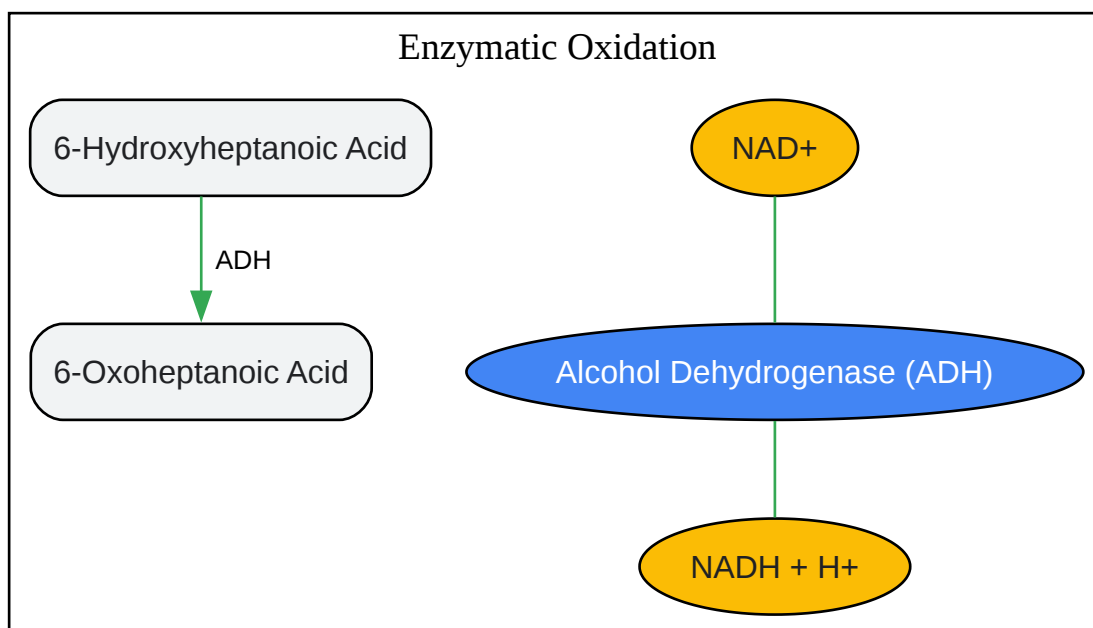 Enzymatic Oxidation
6-Hydroxyheptanoic Acid
NAD+
ADH
6-Oxoheptanoic Acid
Alcohol Dehydrogenase (ADH)
NADH + H+